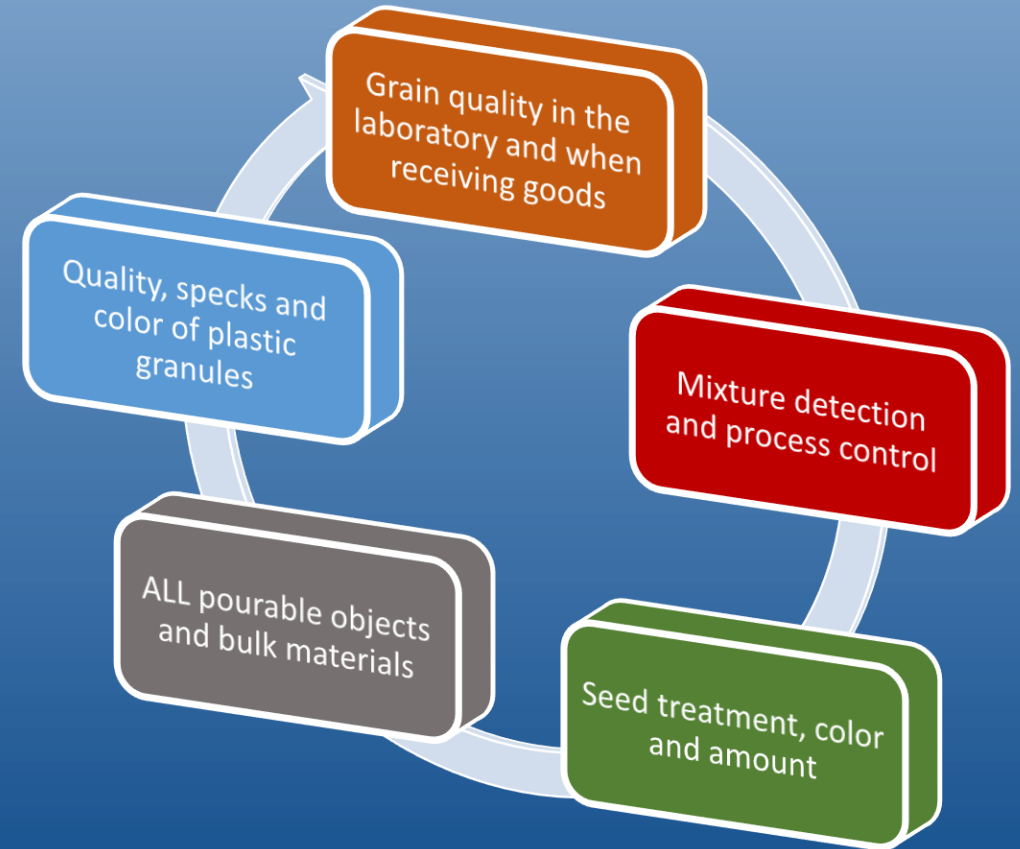 Grain quality in the
laboratory and when
receiving goods
Mixture detection
and process control
Seed treatment, color
and amount
ALL pourable objects
and bulk materials
Quality, specks and
color of plastic
granules